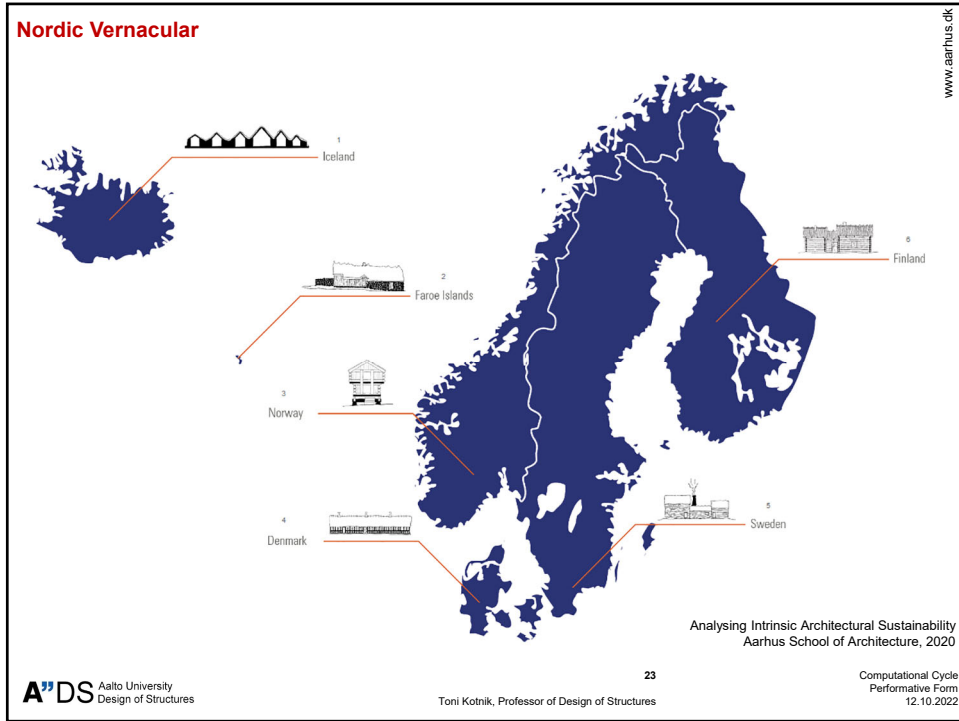 Nordic Vernacular
www.aarhus.dk
1
Iceland
2
Faroe Islands
6
Finland
3
Norway
4
Denmark
5
Sweden
Analysing Intrinsic Architectural Sustainability
Aarhus School of Architecture, 2020
A”DS Aalto University
Design of Structures
23
Toni Kotnik, Professor of Design of Structures
Computational Cycle
Performative Form
12.10.2022